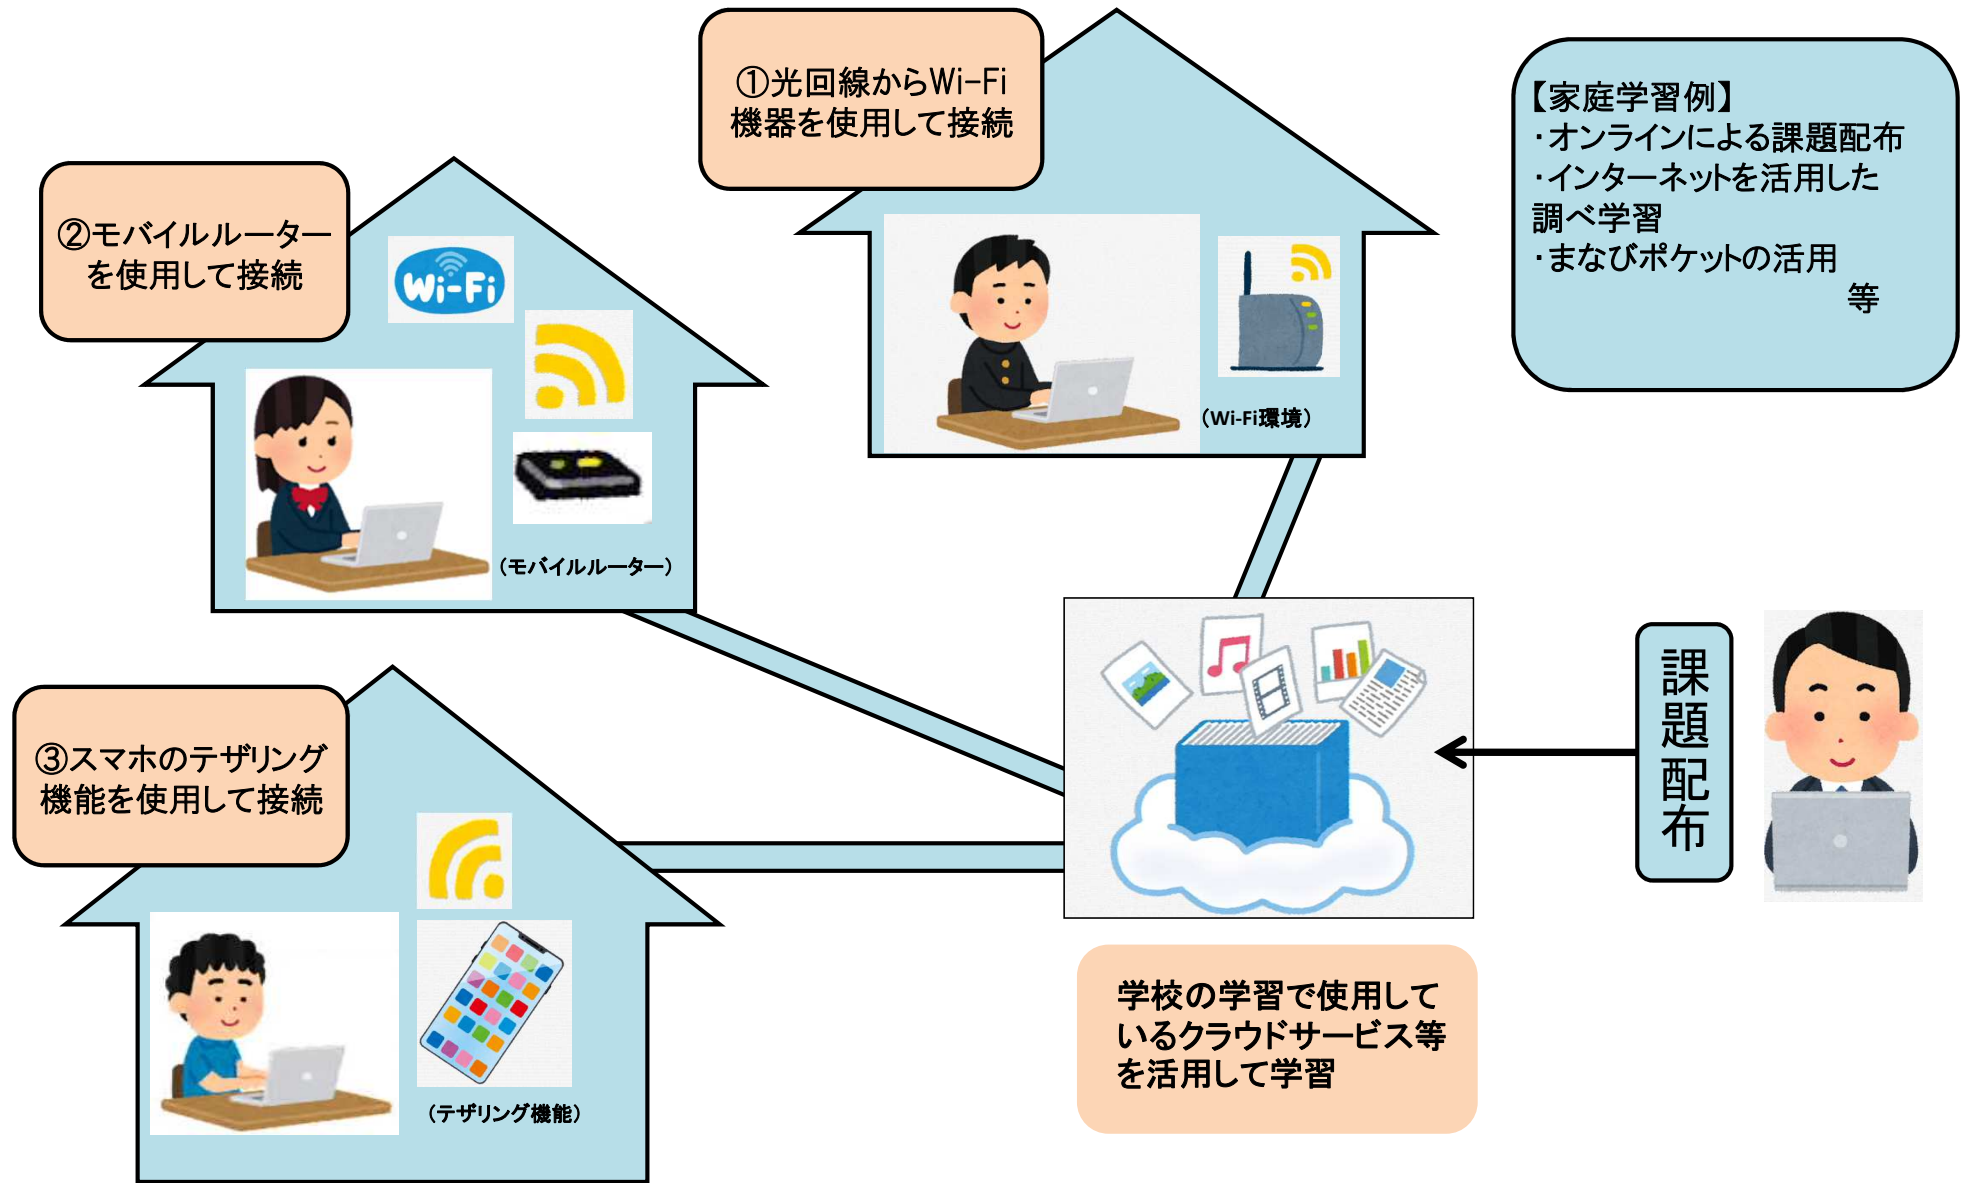 ①光回線からWi-Fi
機器を使用して接続
【家庭学習例】
・オンラインによる課題配布
・インターネットを活用した
調べ学習
・まなびポケットの活用
等
②モバイルルーター
を使用して接続
Wi-Fi
(Wi-Fi環境)
(モバイルルーター)
③スマホのテザリング
機能を使用して接続
(テザリング機能)
課題配布
学校の学習で使用して
いるクラウドサービス等
を活用して学習